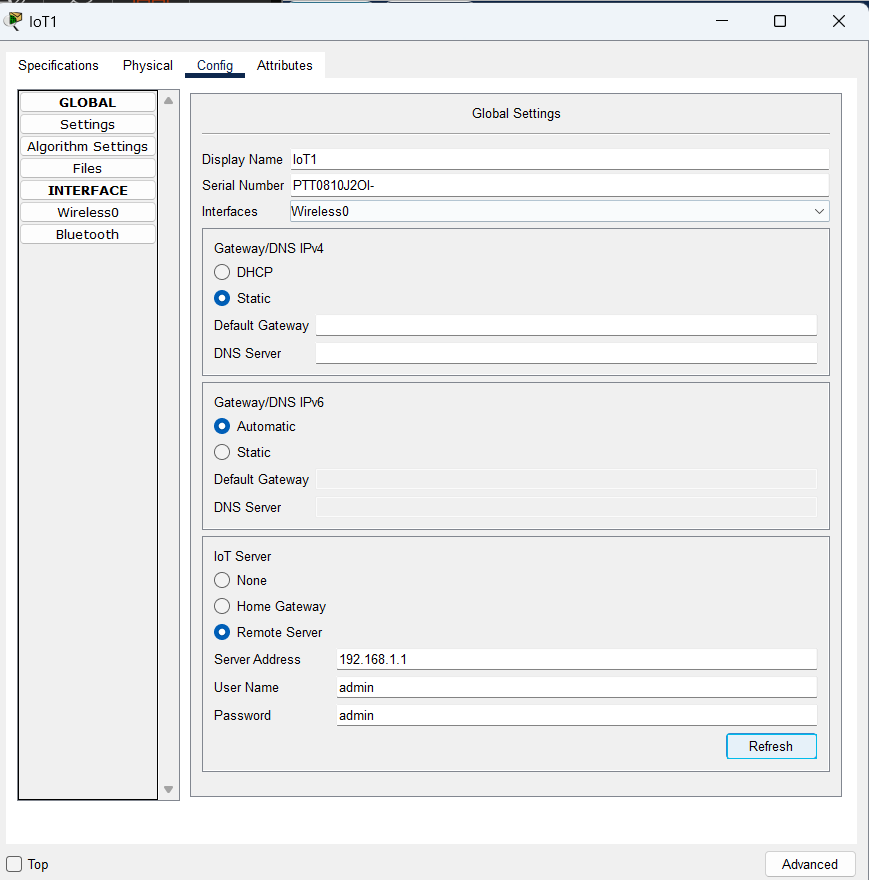 IoT1
Specifications Physical Config Attributes
GLOBAL
Settings
Algorithm Settings
Files
INTERFACE
Wireless0
Bluetooth
Global Settings
Display Name IoT1
Serial Number PTT0810J2OI-
Interfaces Wireless0
Gateway/DNS IPv4
DHCP
Static
Default Gateway
DNS Server
Gateway/DNS IPv6
Automatic
Static
Default Gateway
DNS Server
IoT Server
None
Home Gateway
Remote Server
Server Address 192.168.1.1
User Name admin
Password admin
Refresh
Top Advanced